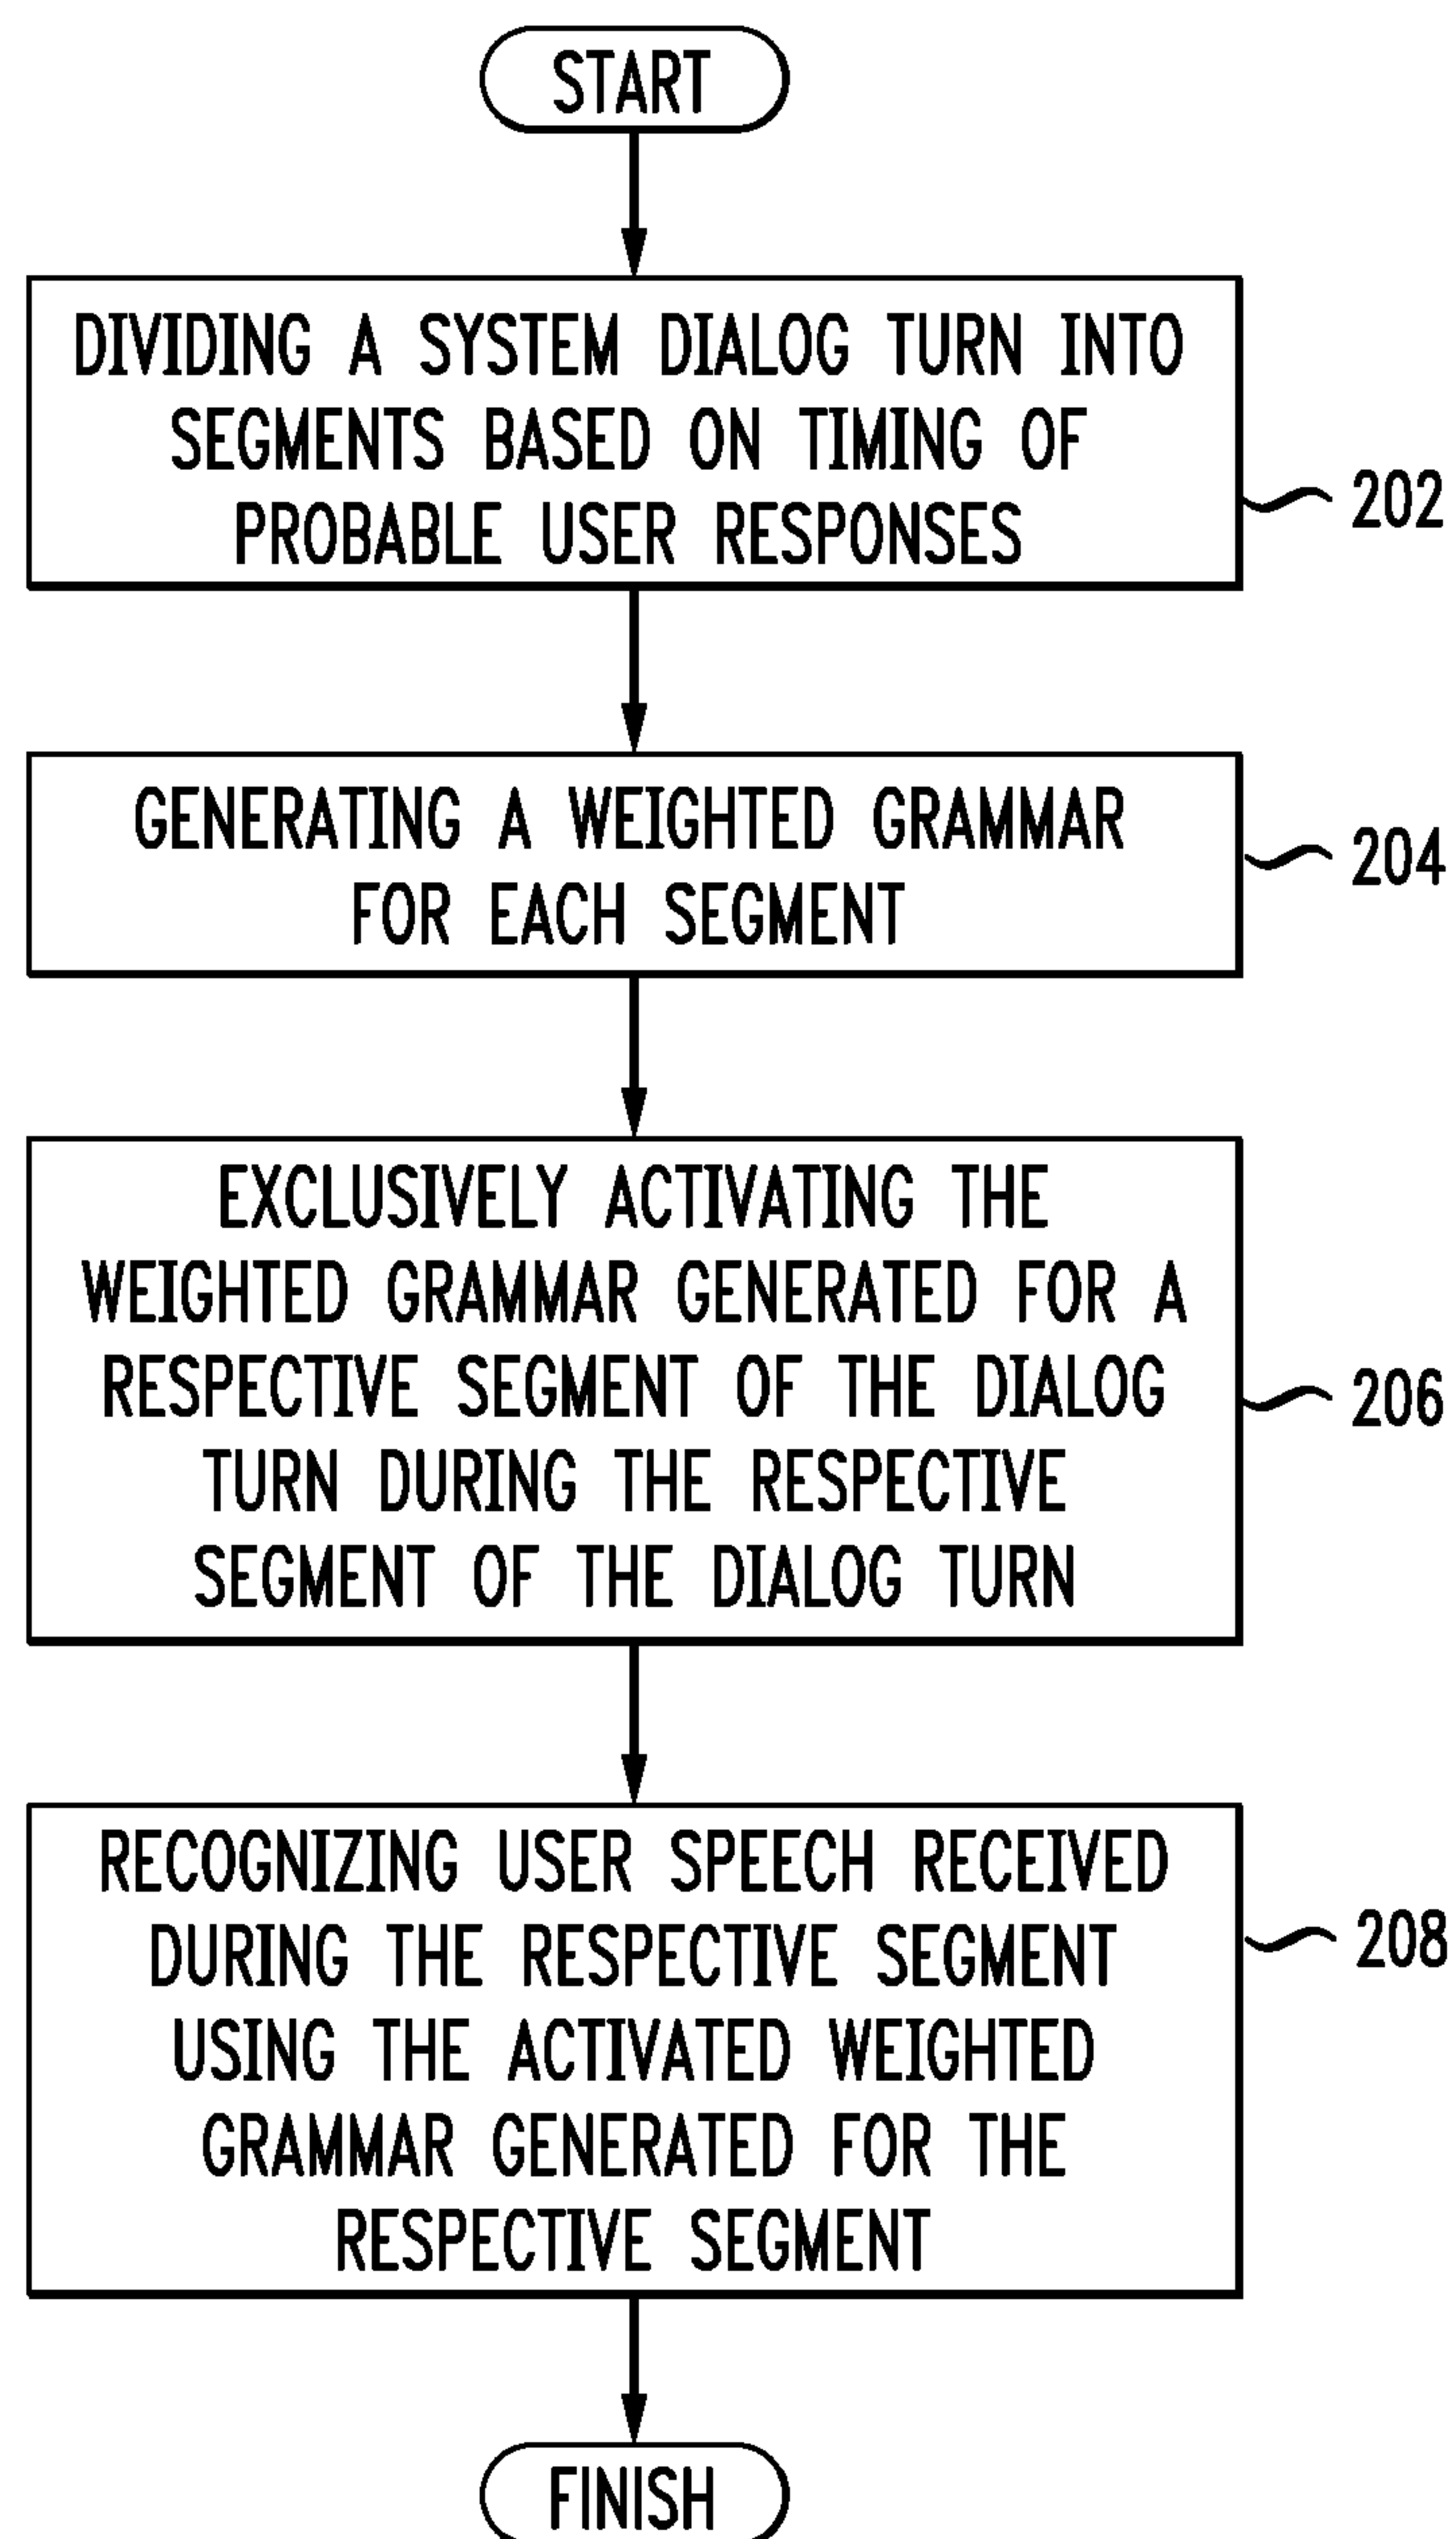 START
DIVIDING A SYSTEM DIALOG TURN INTO
SEGMENTS BASED ON TIMING OF
PROBABLE USER RESPONSES
202
GENERATING A WEIGHTED GRAMMAR
FOR EACH SEGMENT
204
EXCLUSIVELY ACTIVATING THE
WEIGHTED GRAMMAR GENERATED FOR A
RESPECTIVE SEGMENT OF THE DIALOG
TURN DURING THE RESPECTIVE
SEGMENT OF THE DIALOG TURN
206
RECOGNIZING USER SPEECH RECEIVED
DURING THE RESPECTIVE SEGMENT
USING THE ACTIVATED WEIGHTED
GRAMMAR GENERATED FOR THE
RESPECTIVE SEGMENT
208
FINISH